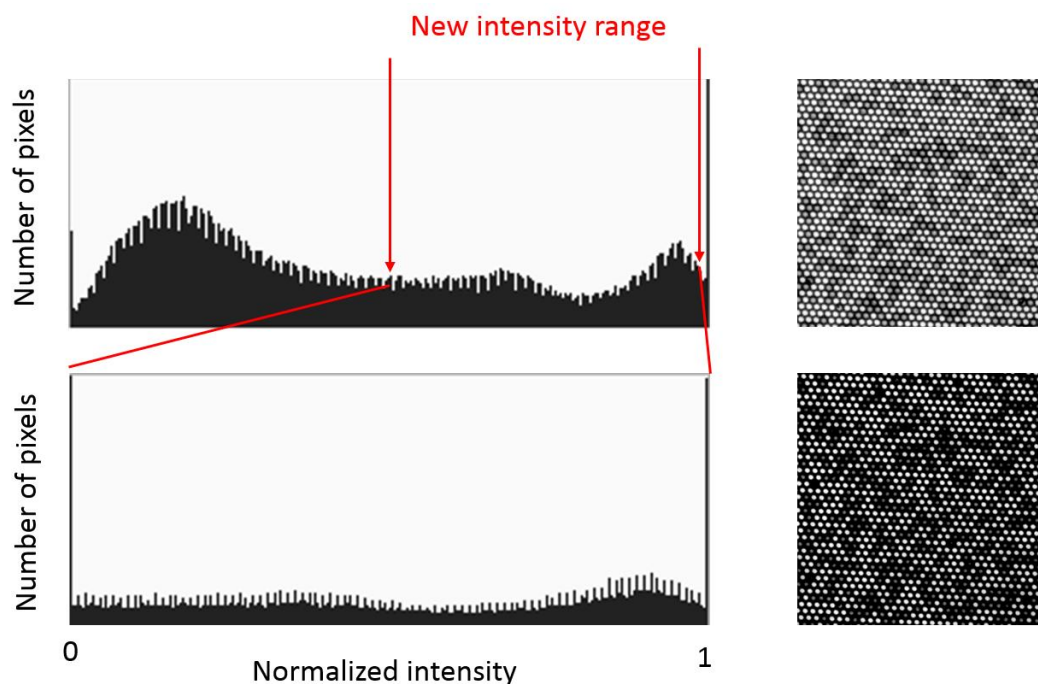 New intensity range
Number of pixels
Number of pixels
0
1
Normalized intensity